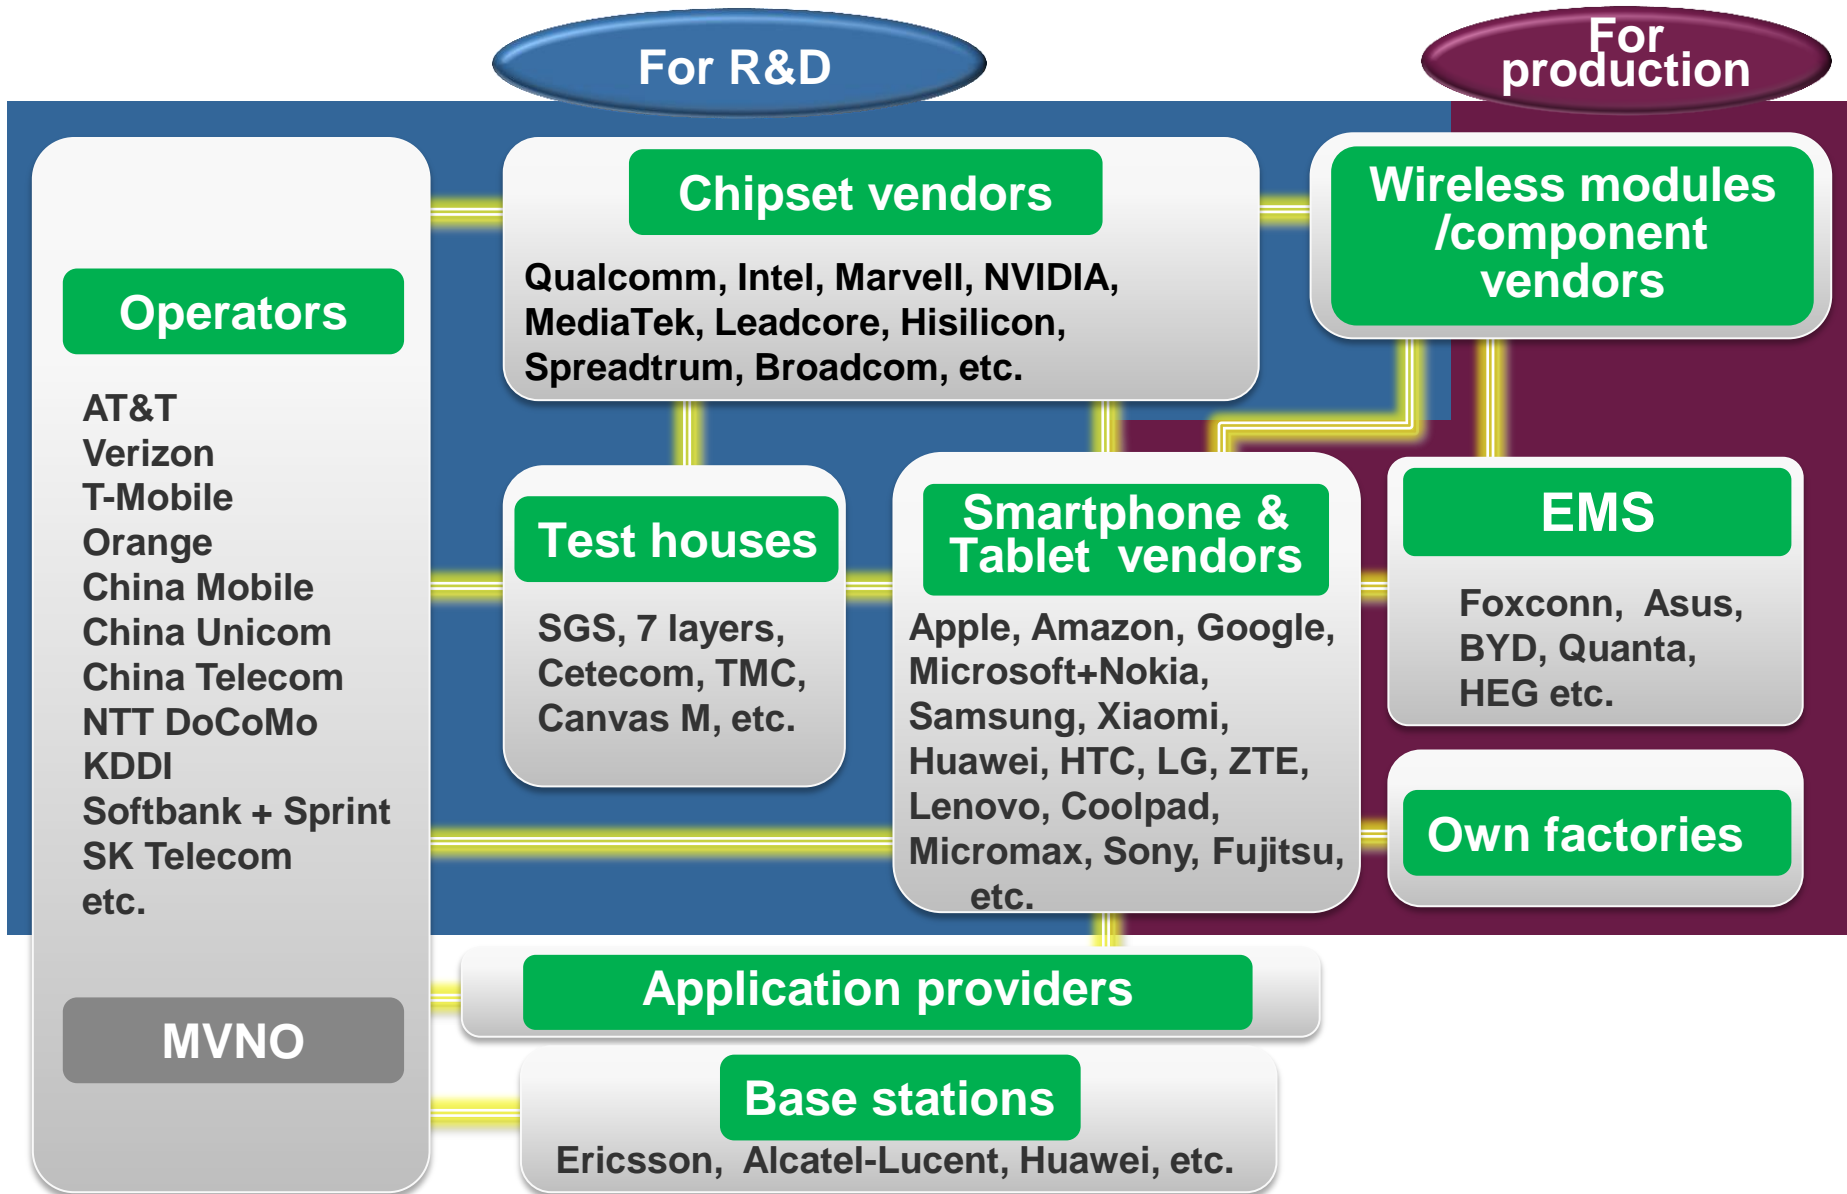 For R&D
For
production
Operators
AT&T
Verizon
T-Mobile
Orange
China Mobile
China Unicom
China Telecom
NTT DoCoMo
KDDI
Softbank + Sprint
SK Telecom
etc.
MVNO
Chipset vendors
Qualcomm, Intel, Marvell, NVIDIA,
MediaTek, Leadcore, Hisilicon,
Spreadtrum, Broadcom, etc.
Wireless modules
/component
vendors
Test houses
SGS, 7 layers,
Cetecom, TMC,
Canvas M, etc.
Smartphone &
Tablet vendors
Apple, Amazon, Google,
Microsoft+Nokia,
Samsung, Xiaomi,
Huawei, HTC, LG, ZTE,
Lenovo, Coolpad,
Micromax, Sony, Fujitsu,
etc.
EMS
Foxconn, Asus,
BYD, Quanta,
HEG etc.
Own factories
Application providers
Base stations
Ericsson, Alcatel-Lucent, Huawei, etc.